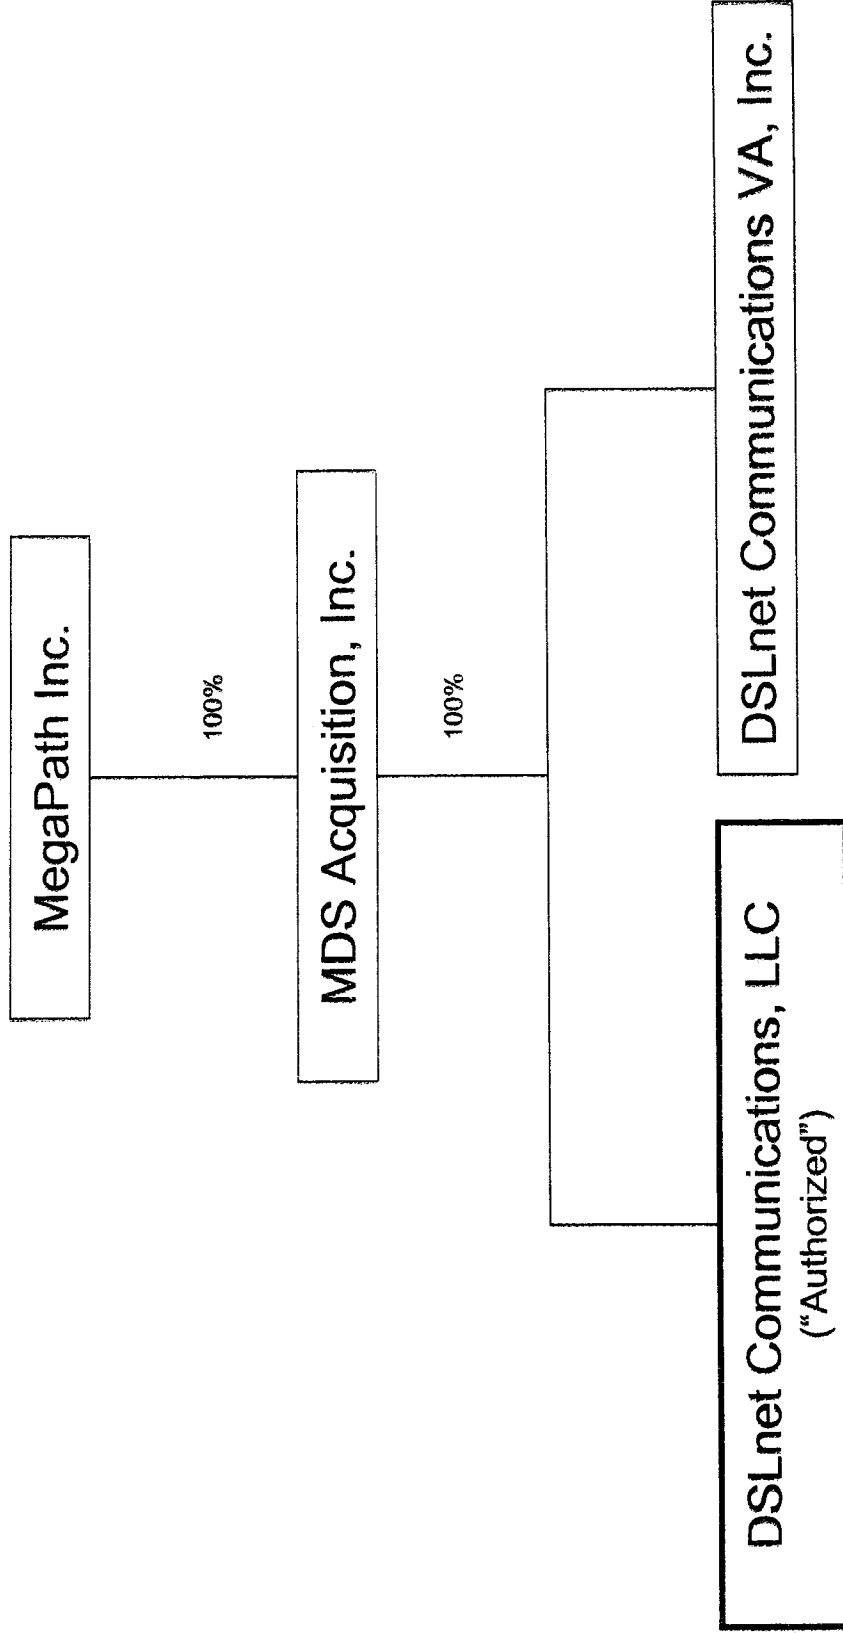 MegaPath Inc.
100%
MDS Acquisition, Inc.
100%
DSLnet Communications, LLC
(“Authorized”)
DSLnet Communications VA, Inc.